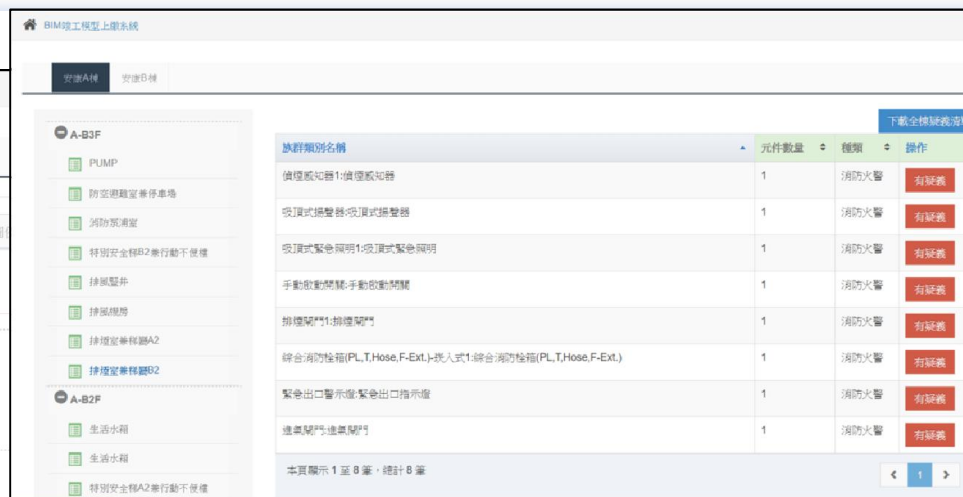 BIM竣工模型上傳系統
安康A棟 安康B棟
下載全棟疑義清
A-B3F
PUMP
防空避難室兼停車場
消防泵浦室
特別安全梯B2兼行動不便樓
排風豎井
排風機房
排煙室兼梯廳A2
排煙室兼梯廳B2
A-B2F
生活水箱
生活水箱
特別安全梯A2兼行動不便樓
族群類別名稱 元件數量 種類 操作
偵煙感知器1:偵煙感知器 1 消防火警 有疑義
吸頂式揚聲器:吸頂式揚聲器 1 消防火警 有疑義
吸頂式緊急照明1:吸頂式緊急照明 1 消防火警 有疑義
手動啟動開關:手動啟動開關 1 消防火警 有疑義
排煙閘門1:排煙閘門 1 消防火警 有疑義
綜合消防栓箱(PL,T,Hose,F-Ext.)-崁入式1:綜合消防栓箱(PL,T,Hose,F-Ext.) 1 消防火警 有疑義
緊急出口警示燈:緊急出口指示燈 1 消防火警 有疑義
進氣閘門:進氣閘門 1 消防火警 有疑義
本頁顯示 1 至 8 筆，總計 8 筆
1